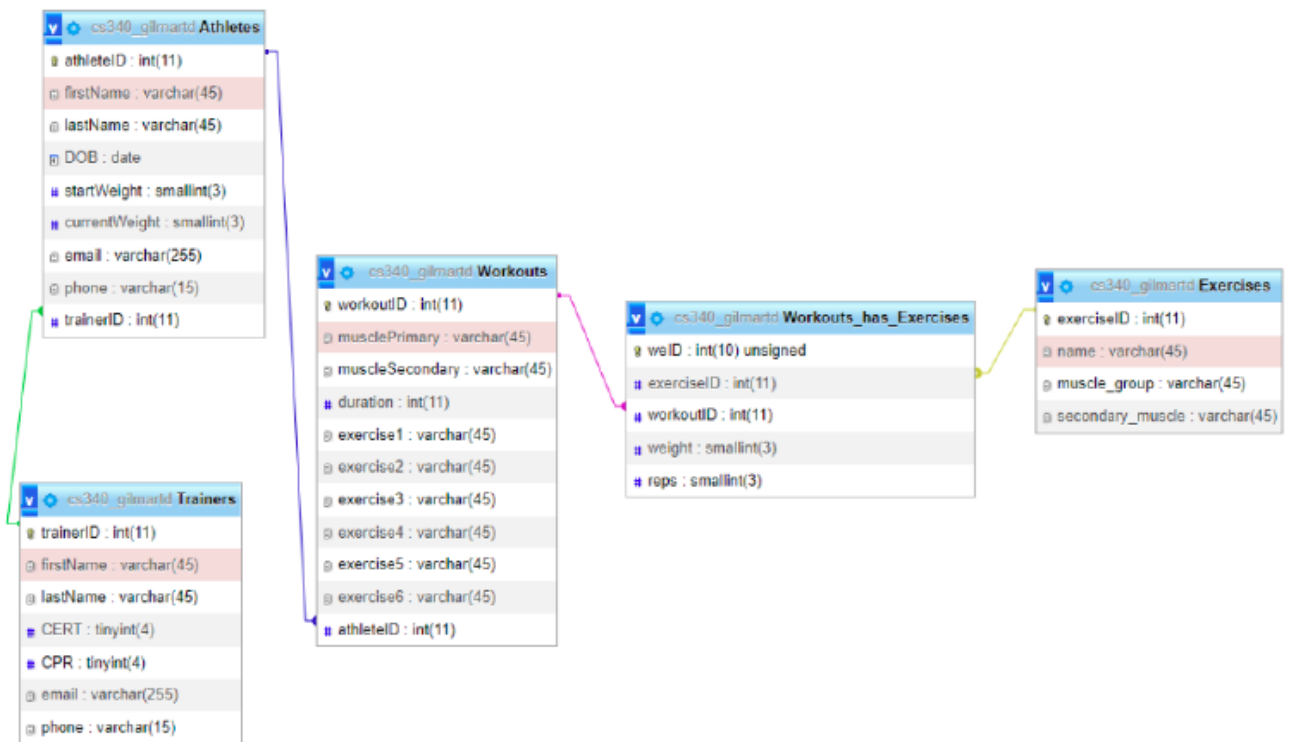 cs340_gilmartd Athletes
athleteID : int(11)
firstName : varchar(45)
lastName : varchar(45)
DOB : date
startWeight : smallint(3)
currentWeight : smallint(3)
email : varchar(255)
phone : varchar(15)
trainerID : int(11)
cs340_gilmartd Trainers
trainerID : int(11)
firstName : varchar(45)
lastName : varchar(45)
CERT : tinyint(4)
CPR : tinyint(4)
email : varchar(255)
phone : varchar(15)
cs340_gilmartd Workouts
workoutID : int(11)
musclePrimary : varchar(45)
muscleSecondary : varchar(45)
duration : int(11)
exercise1 : varchar(45)
exercise2 : varchar(45)
exercise3 : varchar(45)
exercise4 : varchar(45)
exercise5 : varchar(45)
exercise6 : varchar(45)
athleteID : int(11)
cs340_gilmartd Workouts_has_Exercises
weID : int(10) unsigned
exerciseID : int(11)
workoutID : int(11)
weight : smallint(3)
reps : smallint(3)
cs340_gilmartd Exercises
exerciseID : int(11)
name : varchar(45)
muscle_group : varchar(45)
secondary_muscle : varchar(45)